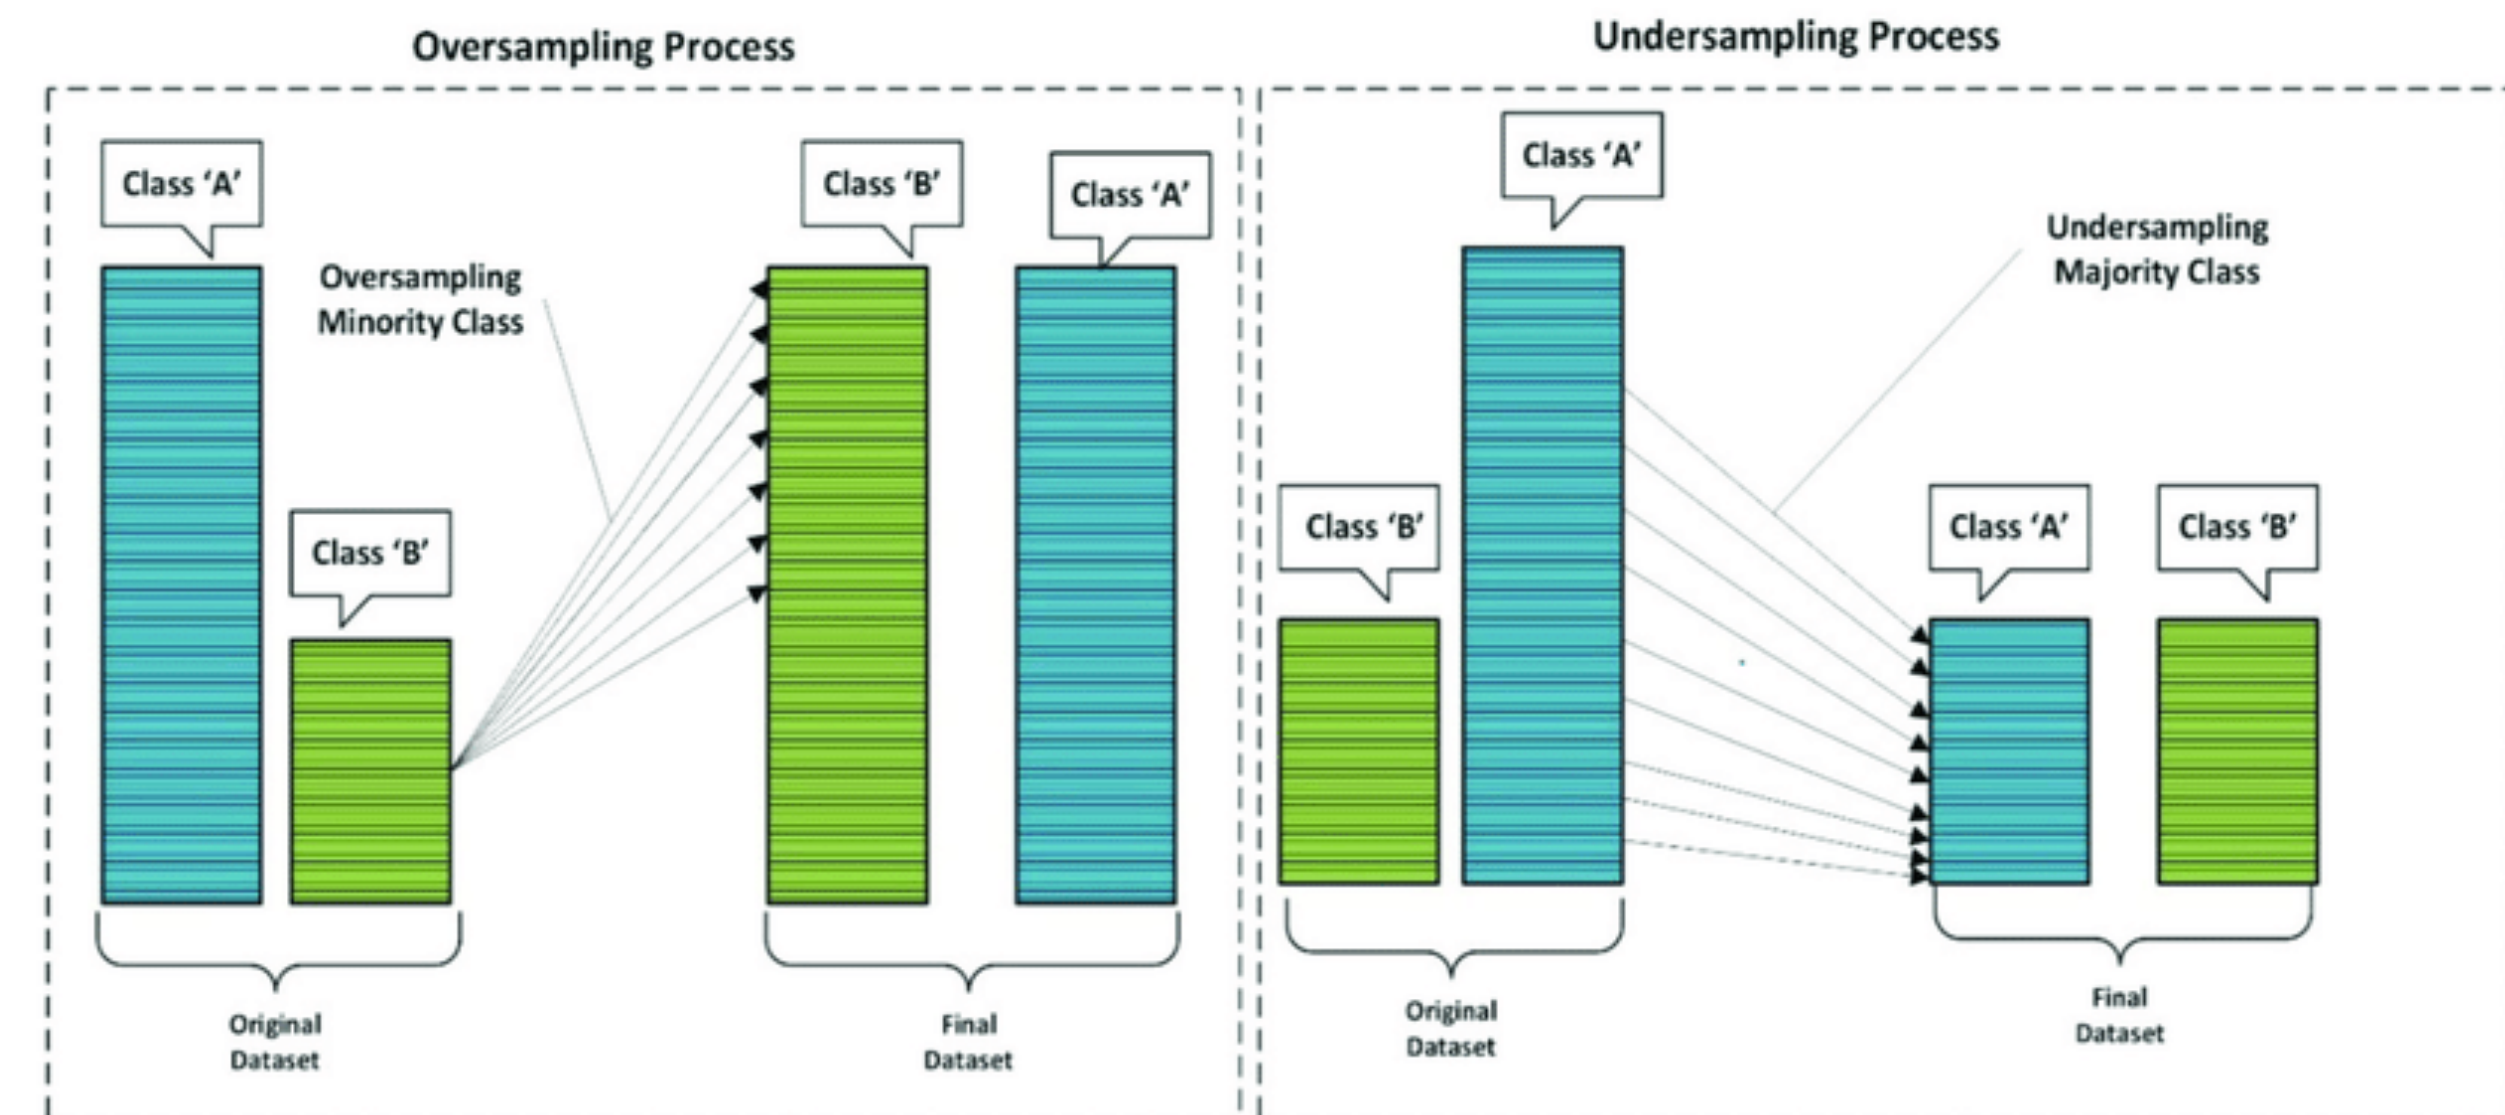 Oversampling Process
Class ‘A’
Oversampling
Minority Class
Class ‘B’
Class ‘B’
Class ‘A’
Original
Dataset
Final
Dataset
Undersampling Process
Class ‘A’
Undersampling
Majority Class
Class ‘B’
Class ‘A’
Class ‘B’
Original
Dataset
Final
Dataset